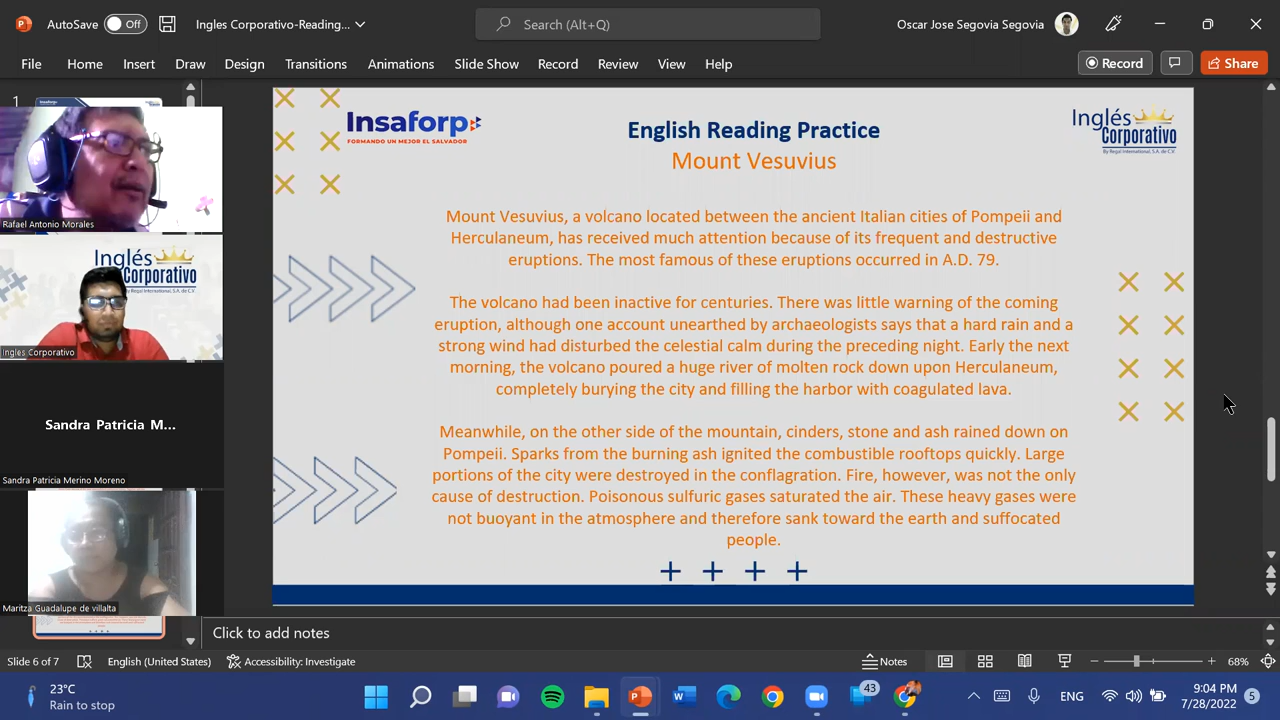 AutoSave Off Ingles Corporativo-Reading... Search (Alt+Q) Oscar Jose Segovia Segovia
File Home Insert Draw Design Transitions Animations Slide Show Record Review View Help Record Share
1
Insaforp
Insaforp
FORMANDO UN MEJOR EL SALVADOR
English Reading Practice
Mount Vesuvius
Inglés
Corporativo
By Regal International, S.A. de C.V.
Mount Vesuvius, a volcano located between the ancient Italian cities of Pompeii and
Herculaneum, has received much attention because of its frequent and destructive
eruptions. The most famous of these eruptions occurred in A.D. 79.
The volcano had been inactive for centuries. There was little warning of the coming
eruption, although one account unearthed by archaeologists says that a hard rain and a
strong wind had disturbed the celestial calm during the preceding night. Early the next
morning, the volcano poured a huge river of molten rock down upon Herculaneum,
completely burying the city and filling the harbor with coagulated lava.
Meanwhile, on the other side of the mountain, cinders, stone and ash rained down on
Pompeii. Sparks from the burning ash ignited the combustible rooftops quickly. Large
portions of the city were destroyed in the conflagration. Fire, however, was not the only
cause of destruction. Poisonous sulfuric gases saturated the air. These heavy gases were
not buoyant in the atmosphere and therefore sank toward the earth and suffocated
people.
Rafael Antonio Morales
Inglés
Corporativo
Ingles Corporativo
Sandra Patricia M...
Sandra Patricia Merino Moreno
Maritza Guadalupe de villalta
Click to add notes
Slide 6 of 7 English (United States) Accessibility: Investigate Notes 68%
23°C
Rain to stop
43
ENG
9:04 PM
7/28/2022
5